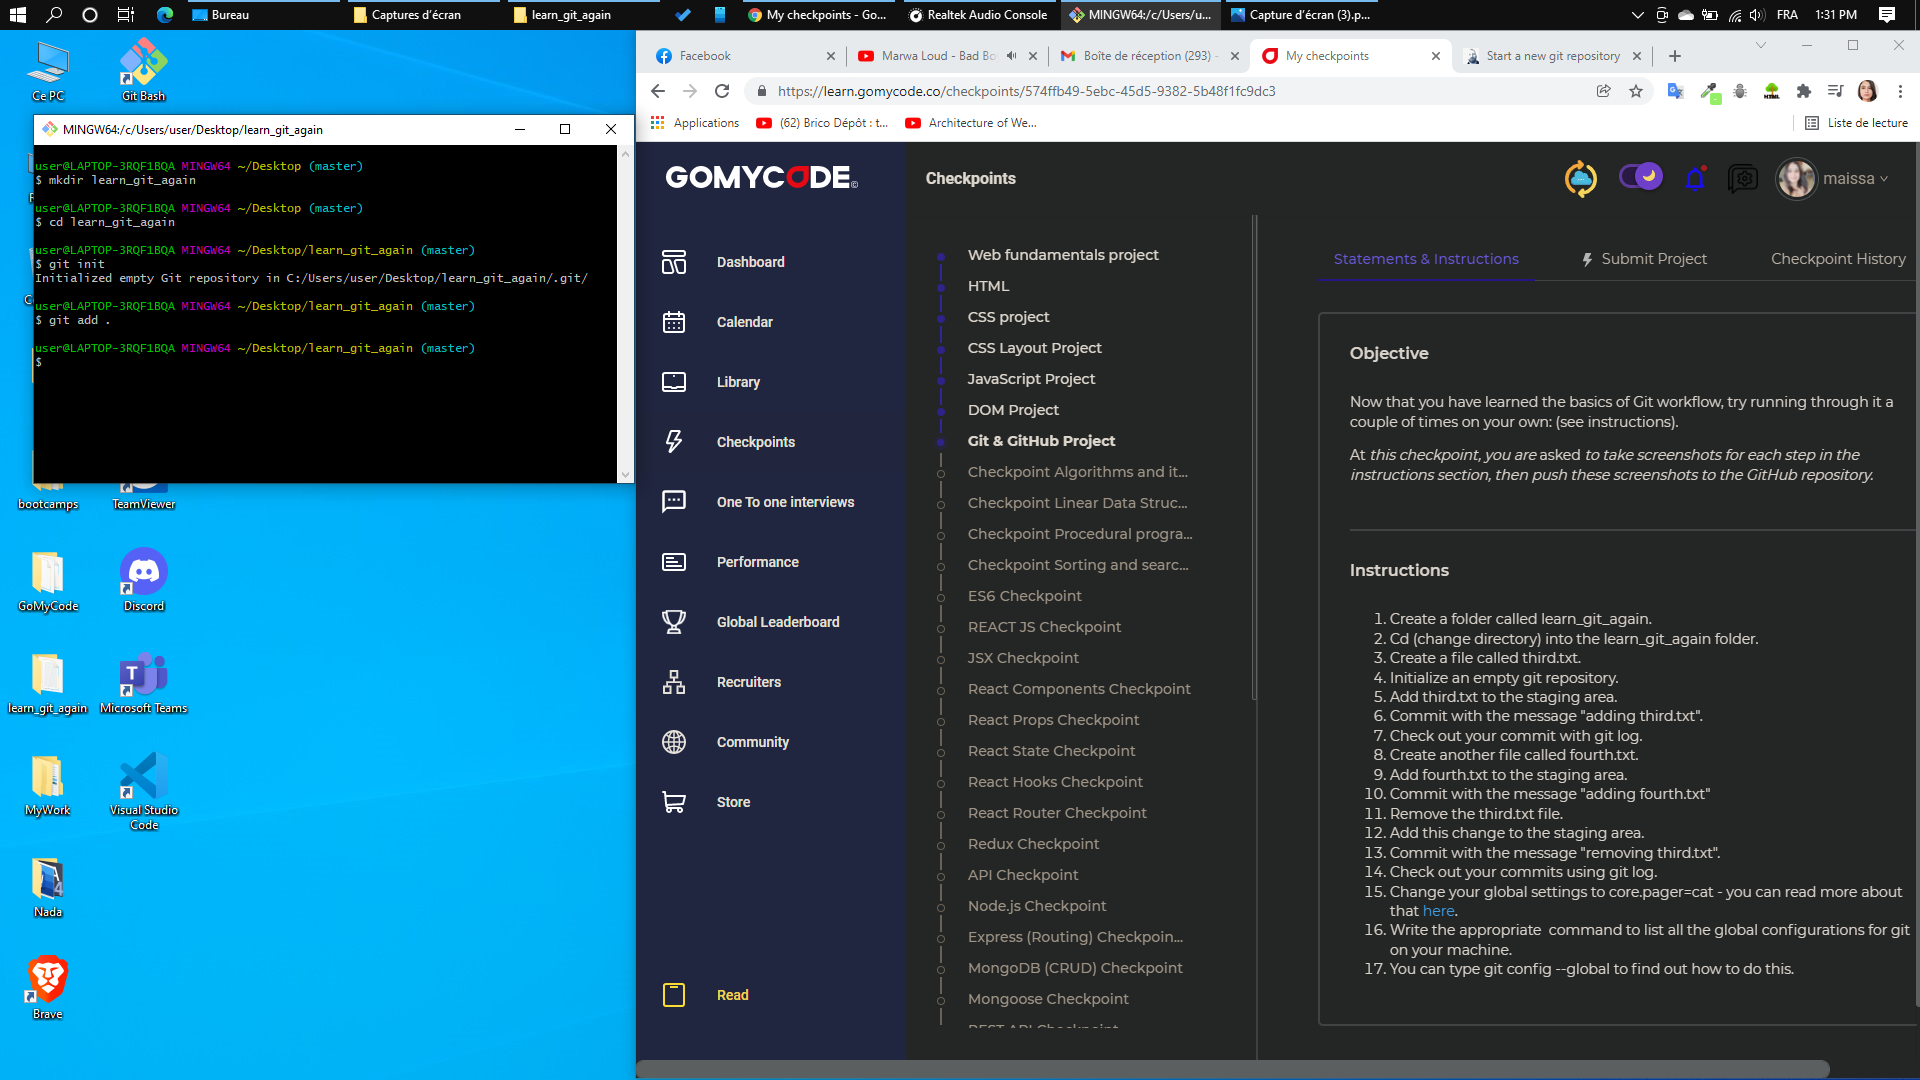 Bureau
Captures d'écran
learn_git_again
My checkpoints - Go...
Realtek Audio Console
MINGW64:/c/Users/u...
Capture d'écran (3).p...
FRA
1:31 PM
Ce PC
Git Bash
MINGW64:/c/Users/user/Desktop/learn_git_again
user@LAPTOP-3RQF1BQA MINGW64 ~/Desktop (master)
$ mkdir learn_git_again
user@LAPTOP-3RQF1BQA MINGW64 ~/Desktop (master)
$ cd learn_git_again
user@LAPTOP-3RQF1BQA MINGW64 ~/Desktop/learn_git_again (master)
$ git init
Initialized empty Git repository in C:/Users/user/Desktop/learn_git_again/.git/
user@LAPTOP-3RQF1BQA MINGW64 ~/Desktop/learn_git_again (master)
$ git add .
user@LAPTOP-3RQF1BQA MINGW64 ~/Desktop/learn_git_again (master)
$
bootcamps
TeamViewer
GoMyCode
Discord
learn_git_again
Microsoft Teams
MyWork
Visual Studio
Code
Nada
Brave
Facebook
Marwa Loud - Bad Bo
Boîte de réception (293) -
My checkpoints
Start a new git repository
https://learn.gomycode.co/checkpoints/574ffb49-5ebc-45d5-9382-5b48f1fc9dc3
Applications
(62) Brico Dépôt : t...
Architecture of We...
Liste de lecture
GOMYCODE
Dashboard
Calendar
Library
Checkpoints
One To one interviews
Performance
Global Leaderboard
Recruiters
Community
Store
Read
Checkpoints
maissa
Web fundamentals project
HTML
CSS project
CSS Layout Project
JavaScript Project
DOM Project
Git & GitHub Project
Checkpoint Algorithms and it...
Checkpoint Linear Data Struc...
Checkpoint Procedural progra...
Checkpoint Sorting and searc...
ES6 Checkpoint
REACT JS Checkpoint
JSX Checkpoint
React Components Checkpoint
React Props Checkpoint
React State Checkpoint
React Hooks Checkpoint
React Router Checkpoint
Redux Checkpoint
API Checkpoint
Node.js Checkpoint
Express (Routing) Checkpoin...
MongoDB (CRUD) Checkpoint
Mongoose Checkpoint
REST API Checkpoint
Statements & Instructions
Submit Project
Checkpoint History
Objective
Now that you have learned the basics of Git workflow, try running through it a
couple of times on your own: (see instructions).
At this checkpoint, you are asked to take screenshots for each step in the
instructions section, then push these screenshots to the GitHub repository.
Instructions
1. Create a folder called learn_git_again.
2. Cd (change directory) into the learn_git_again folder.
3. Create a file called third.txt.
4. Initialize an empty git repository.
5. Add third.txt to the staging area.
6. Commit with the message "adding third.txt".
7. Check out your commit with git log.
8. Create another file called fourth.txt.
9. Add fourth.txt to the staging area.
10. Commit with the message "adding fourth.txt"
11. Remove the third.txt file.
12. Add this change to the staging area.
13. Commit with the message "removing third.txt".
14. Check out your commits using git log.
15. Change your global settings to core.pager=cat - you can read more about
that here.
16. Write the appropriate  command to list all the global configurations for git
on your machine.
17. You can type git config --global to find out how to do this.